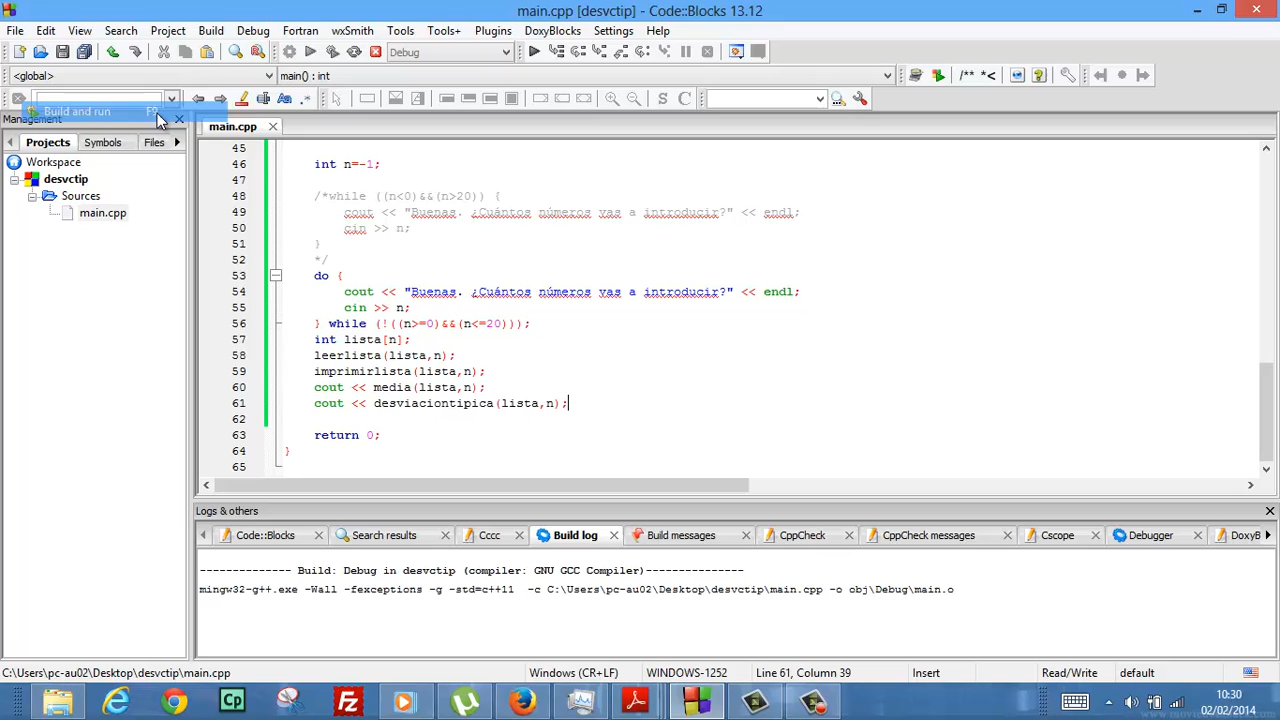 main.cpp [desvctip] - Code::Blocks 13.12
File Edit View Search Project Build Debug Fortran wxSmith Tools Tools+ Plugins DoxyBlocks Settings Help
Debug
<global> main() : int /** *<
Build and run F9
.*
S C
Management
main.cpp
Projects Symbols Files
Workspace
desvctip
Sources
main.cpp
45
46 int n=-1;
47
48 /*while ((n<0)&&(n>20)) {
49 cout << "Buenas. ¿Cuántos números vas a introducir?" << endl;
50 cin >> n;
51 }
52 */
53 do {
54 cout << "Buenas. ¿Cuántos números vas a introducir?" << endl;
55 cin >> n;
56 } while (!((n>=0)&&(n<=20)));
57 int lista[n];
58 leerlista(lista,n);
59 imprimirlista(lista,n);
60 cout << media(lista,n);
61 cout << desviaciontipica(lista,n);
62
63 return 0;
64 }
65
Logs & others
Code::Blocks Search results Cccc Build log Build messages CppCheck CppCheck messages Cscope Debugger DoxyB
-------------- Build: Debug in desvctip (compiler: GNU GCC Compiler)---------------
mingw32-g++.exe -Wall -fexceptions -g -std=c++11 -c C:\Users\pc-au02\Desktop\desvctip\main.cpp -o obj\Debug\main.o
C:\Users\pc-au02\Desktop\desvctip\main.cpp Windows (CR+LF) WINDOWS-1252 Line 61, Column 39 Insert Read/Write default
Cp Fz
10:30
02/02/2014